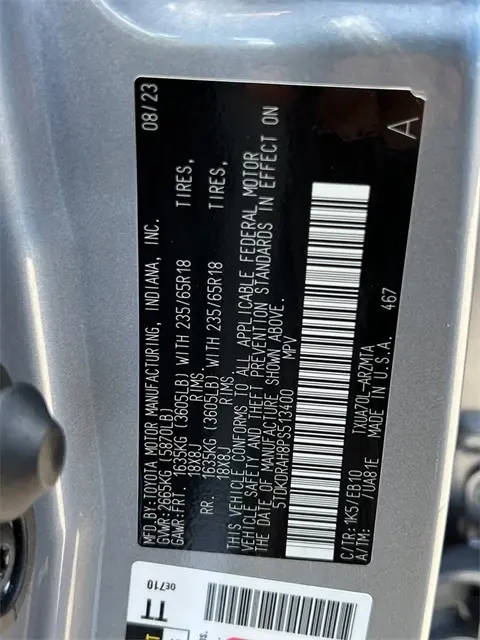 MFD.BY:TOYOTA MOTOR MANUFACTURING, INDIANA, INC. 08/23
GVWR:2665KG(5870LB)
GAWR:FRT 1635KG(3605LB)WITH 235/65R18 TIRES,
18X8J RIMS,
RR. 1635KG(3605LB)WITH 235/65R18 TIRES,
18X8J RIMS,
THIS VEHICLE CONFORMS TO ALL APPLICABLE FEDERAL MOTOR
VEHICLE SAFETY AND THEFT PREVENTION STANDARDS IN EFFECT ON
THE DATE OF MANUFACTURE SHOWN ABOVE.
5TDKDRAH8PS513400 MPV
467
C/TR:1K5/EB10 TXUA70L-ARZMTA A
A/TM: /UA81E MADE IN U.S.A.
TT
0E710